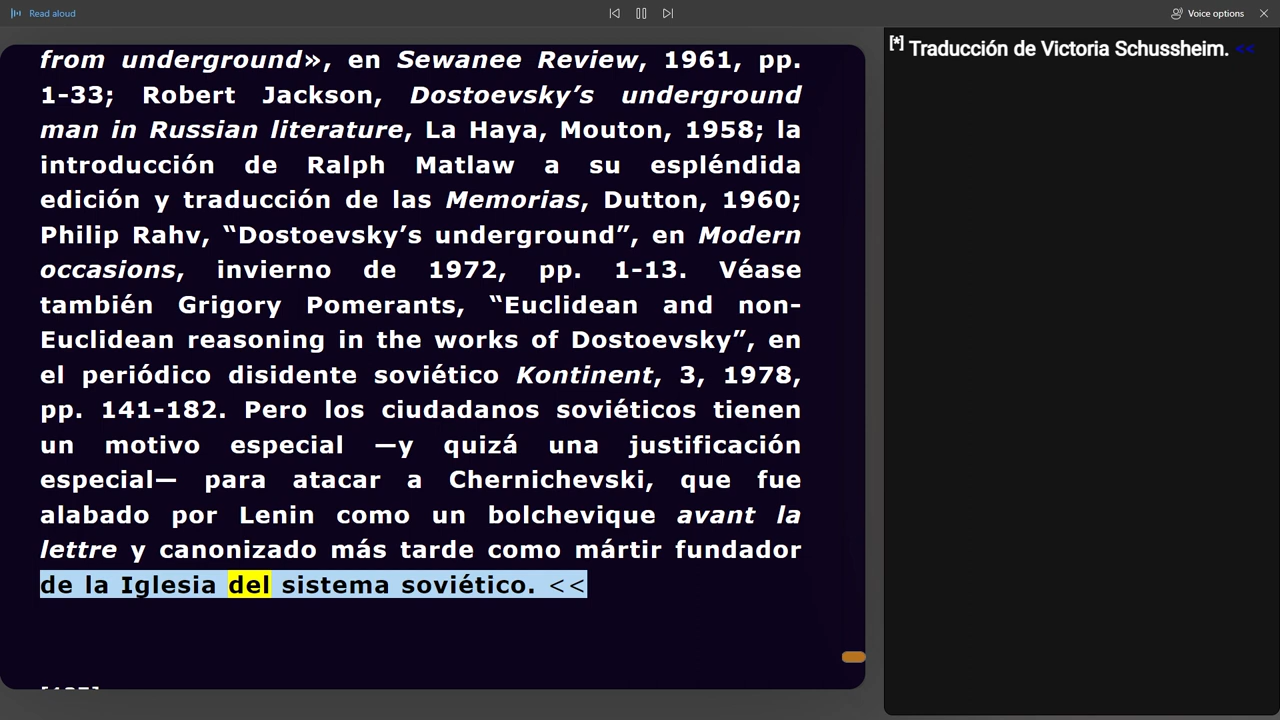 Read aloud
Voice options
from underground», en Sewanee Review, 1961, pp.
1-33; Robert Jackson, Dostoevsky’s underground
man in Russian literature, La Haya, Mouton, 1958; la
introducción de Ralph Matlaw a su espléndida
edición y traducción de las Memorias, Dutton, 1960;
Philip Rahv, “Dostoevsky’s underground”, en Modern
occasions, invierno de 1972, pp. 1-13. Véase
también Grigory Pomerants, “Euclidean and non-
Euclidean reasoning in the works of Dostoevsky”, en
el periódico disidente soviético Kontinent, 3, 1978,
pp. 141-182. Pero los ciudadanos soviéticos tienen
un motivo especial —y quizá una justificación
especial— para atacar a Chernichevski, que fue
alabado por Lenin como un bolchevique avant la
lettre y canonizado más tarde como mártir fundador
de la Iglesia del sistema soviético. <<
[*] Traducción de Victoria Schussheim. <<